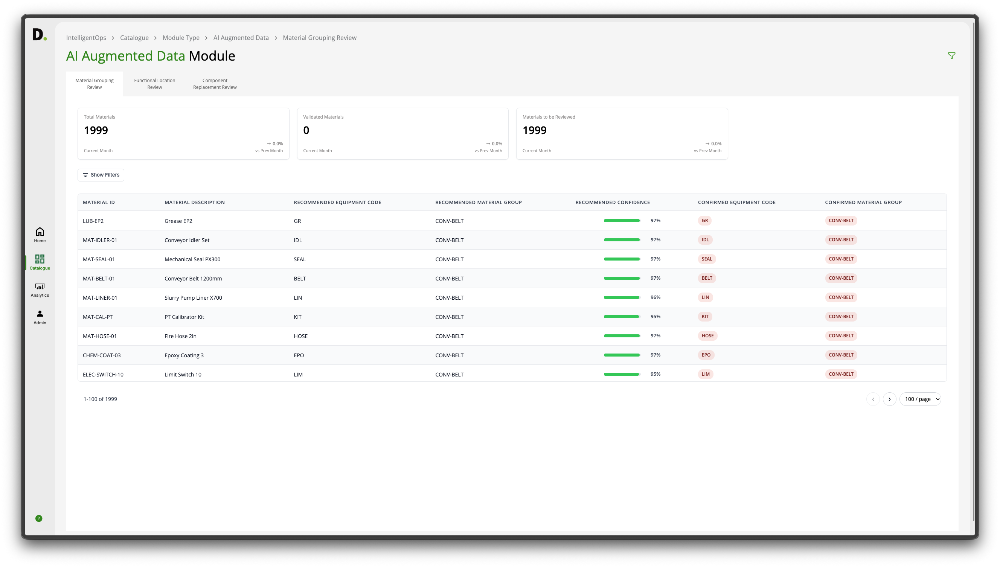 D.
IntelligentOps > Catalogue > Module Type > AI Augmented Data > Material Grouping Review
AI Augmented Data Module
Material Grouping
Review
Functional Location
Review
Component
Replacement Review
Total Materials
1999
→ 0.0%
Current Month vs Prev Month
Validated Materials
0
→ 0.0%
Current Month vs Prev Month
Materials to be Reviewed
1999
→ 0.0%
Current Month vs Prev Month
Show Filters
MATERIAL ID MATERIAL DESCRIPTION RECOMMENDED EQUIPMENT CODE RECOMMENDED MATERIAL GROUP RECOMMENDED CONFIDENCE CONFIRMED EQUIPMENT CODE CONFIRMED MATERIAL GROUP
LUB-EP2 Grease EP2 GR CONV-BELT 97% GR CONV-BELT
MAT-IDLER-01 Conveyor Idler Set IDL CONV-BELT 97% IDL CONV-BELT
MAT-SEAL-01 Mechanical Seal PX300 SEAL CONV-BELT 97% SEAL CONV-BELT
MAT-BELT-01 Conveyor Belt 1200mm BELT CONV-BELT 97% BELT CONV-BELT
MAT-LINER-01 Slurry Pump Liner X700 LIN CONV-BELT 96% LIN CONV-BELT
MAT-CAL-PT PT Calibrator Kit KIT CONV-BELT 95% KIT CONV-BELT
MAT-HOSE-01 Fire Hose 2in HOSE CONV-BELT 97% HOSE CONV-BELT
CHEM-COAT-03 Epoxy Coating 3 EPO CONV-BELT 97% EPO CONV-BELT
ELEC-SWITCH-10 Limit Switch 10 LIM CONV-BELT 95% LIM CONV-BELT
1-100 of 1999
‹ › 100 / page
Home
Catalogue
Analytics
Admin
?